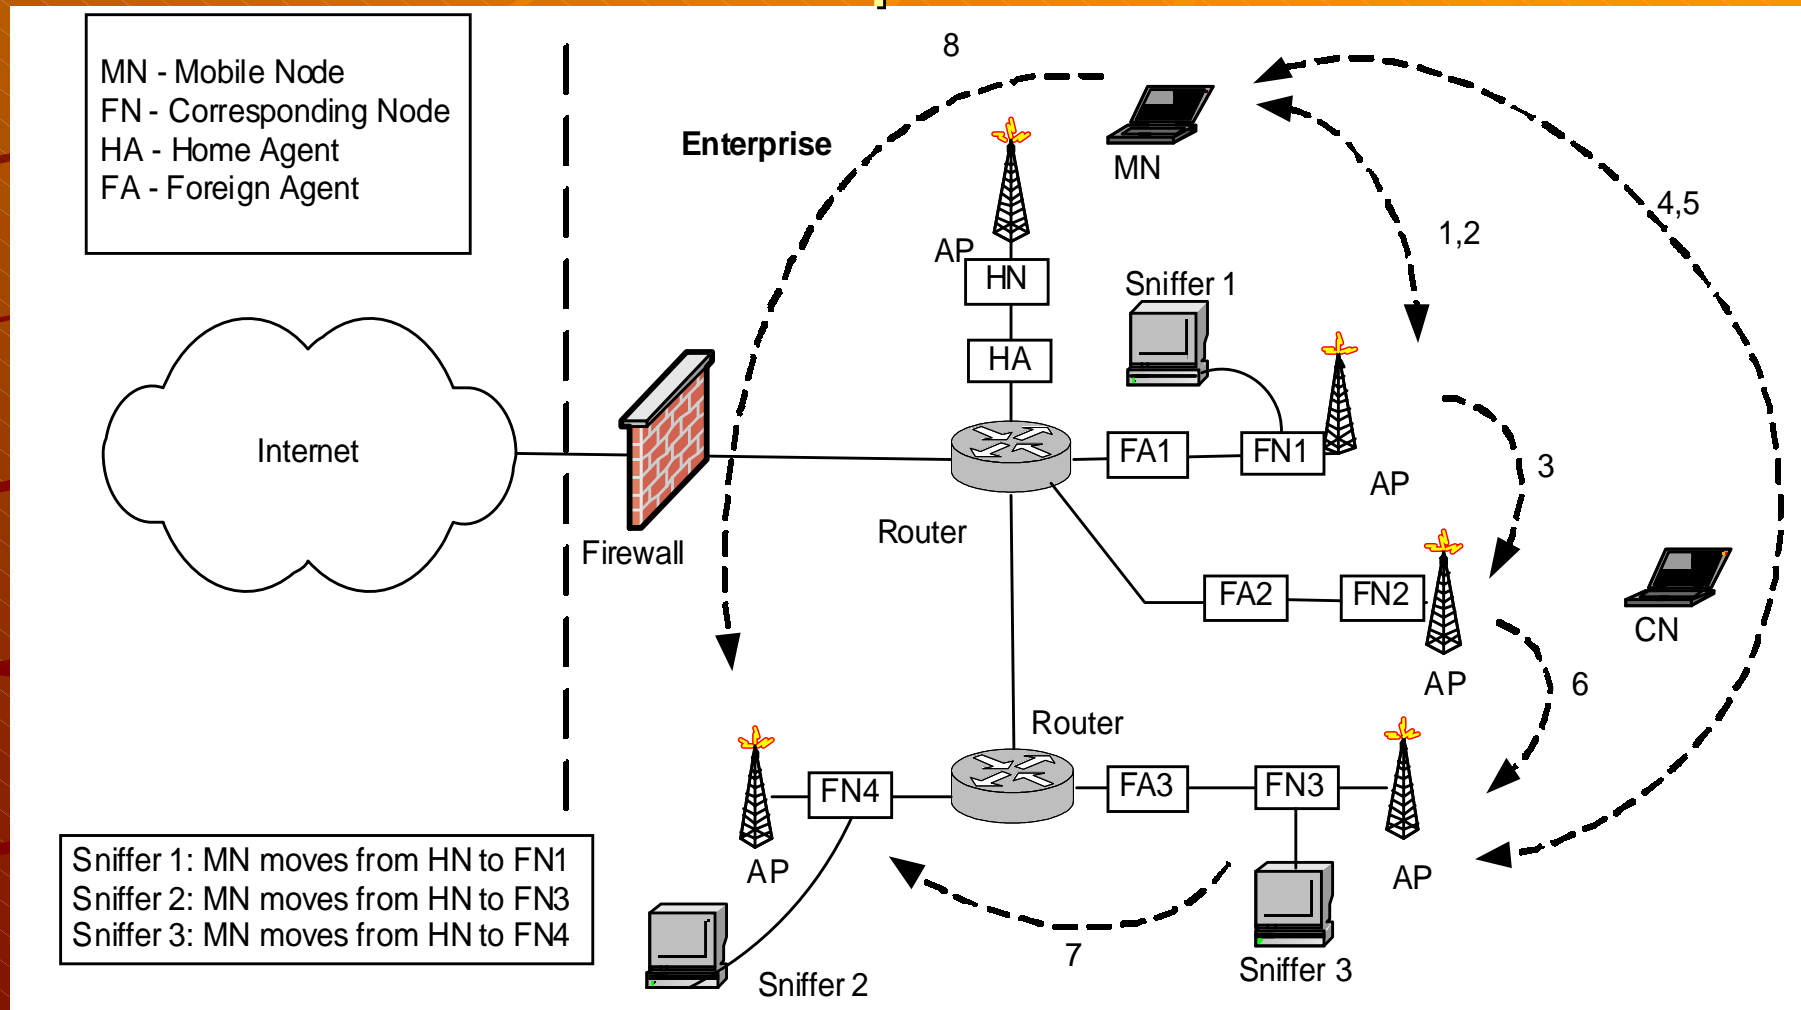 MN - Mobile Node
FN - Corresponding Node
HA - Home Agent
FA - Foreign Agent
8
Enterprise
MN
4,5
1,2
AP
HN
Sniffer 1
HA
Internet
FA1
FN1
3
AP
Router
Firewall
FA2
FN2
CN
AP
6
Router
FN4
FA3
FN3
AP
AP
Sniffer 1: MN moves from HN to FN1
Sniffer 2: MN moves from HN to FN3
Sniffer 3: MN moves from HN to FN4
7
Sniffer 3
Sniffer 2